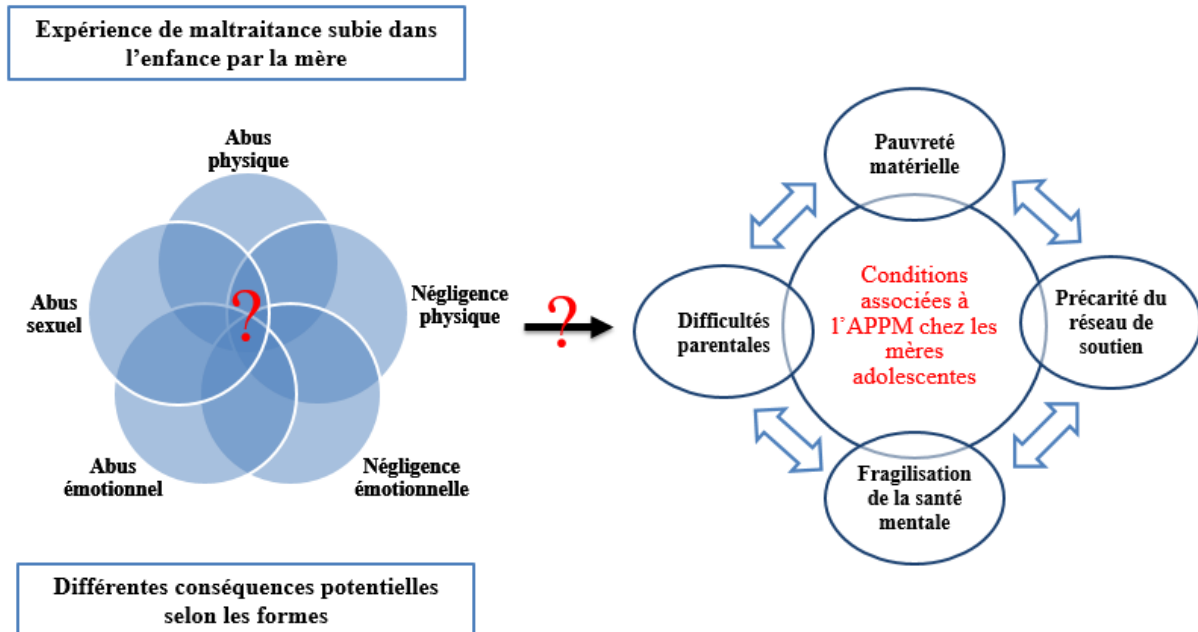 Expérience de maltraitance subie dans
l’enfance par la mère
Abus
physique
Abus
sexuel
?
Négligence
physique
Abus
émotionnel
Négligence
émotionnelle
Différentes conséquences potentielles
selon les formes
?
Pauvreté
matérielle
Difficultés
parentales
Conditions
associées à
l’APPM chez les
mères
adolescentes
Précarité du
réseau de
soutien
Fragilisation
de la santé
mentale